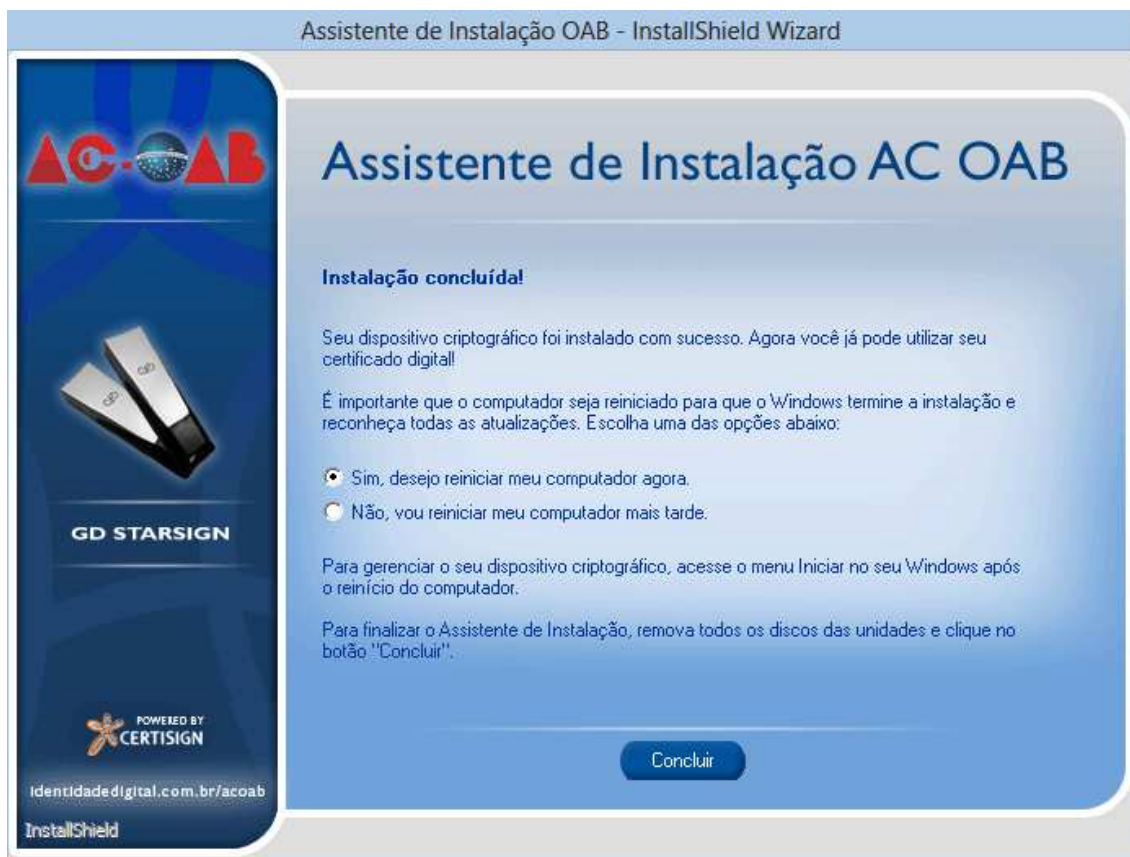 Assistente de Instalação OAB - InstallShield Wizard
AC-OAB
Assistente de Instalação AC OAB
Instalação concluída!
Seu dispositivo criptográfico foi instalado com sucesso. Agora você já pode utilizar seu
certificado digital!
É importante que o computador seja reiniciado para que o Windows termine a instalação e
reconheça todas as atualizações. Escolha uma das opções abaixo:
Sim, desejo reiniciar meu computador agora.
Não, vou reiniciar meu computador mais tarde.
GD STARSIGN
Para gerenciar o seu dispositivo criptográfico, acesse o menu Iniciar no seu Windows após
o reinício do computador.
Para finalizar o Assistente de Instalação, remova todos os discos das unidades e clique no
botão "Concluir".
POWERED BY
CERTISIGN
Concluir
identidadedigital.com.br/acoab
InstallShield